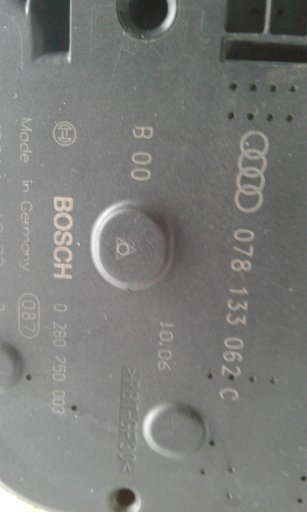 078 133 062 C
B 00
10.06
BOSCH 0 280 750 003
Made in Germany 087